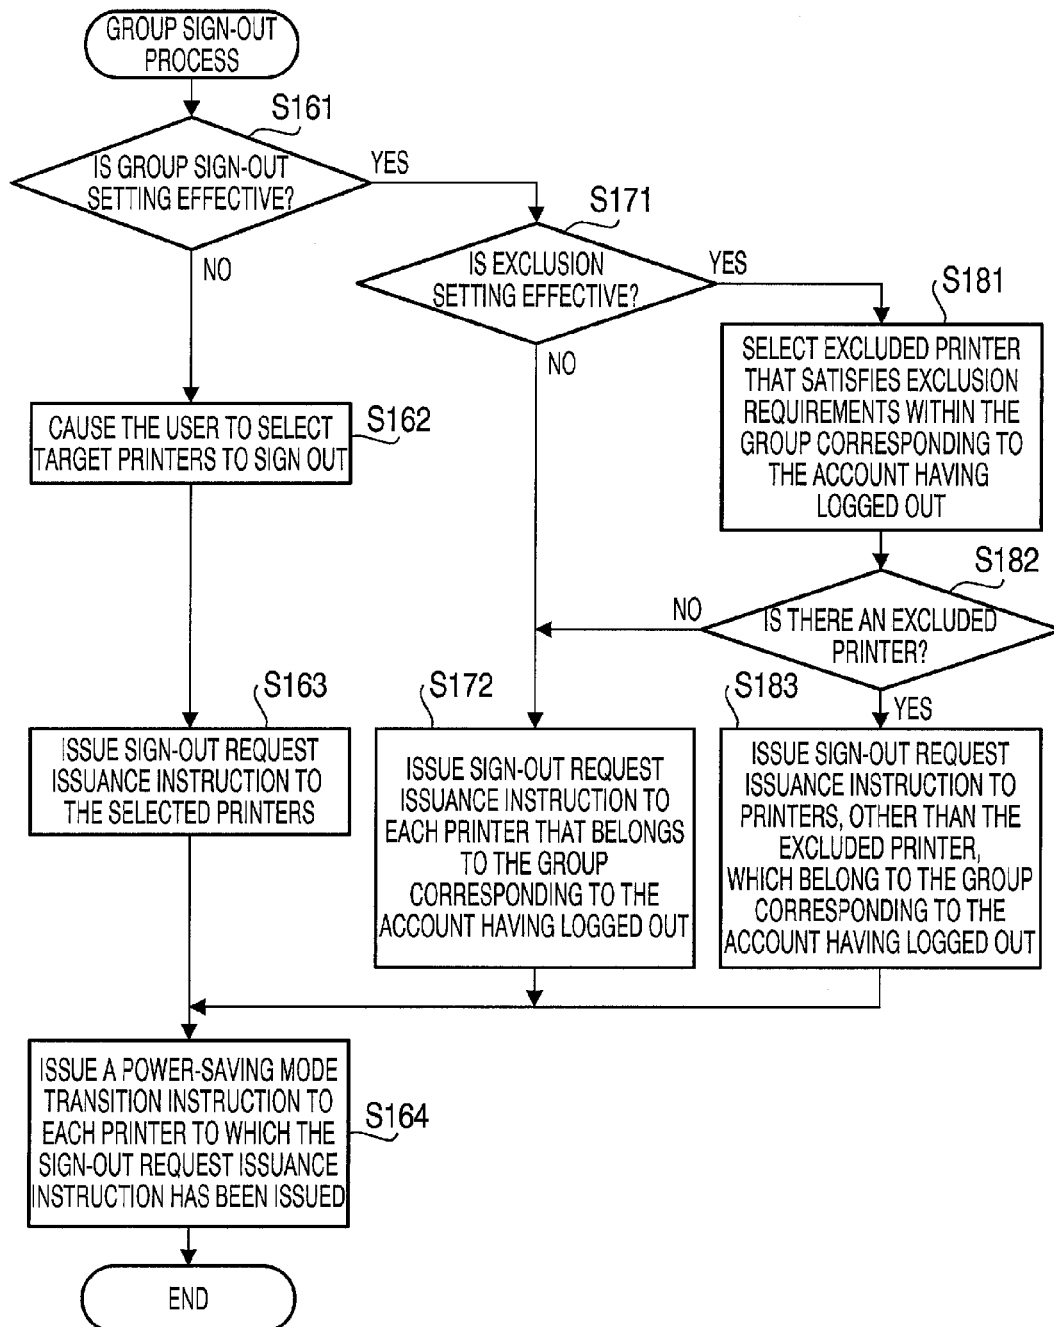 GROUP SIGN-OUT
PROCESS
S161
IS GROUP SIGN-OUT
SETTING EFFECTIVE?
YES
NO
S171
IS EXCLUSION
SETTING EFFECTIVE?
YES
NO
S181
SELECT EXCLUDED PRINTER
THAT SATISFIES EXCLUSION
REQUIREMENTS WITHIN THE
GROUP CORRESPONDING TO
THE ACCOUNT HAVING
LOGGED OUT
S162
CAUSE THE USER TO SELECT
TARGET PRINTERS TO SIGN OUT
S182
IS THERE AN EXCLUDED
PRINTER?
NO
YES
S163
ISSUE SIGN-OUT REQUEST
ISSUANCE INSTRUCTION TO
THE SELECTED PRINTERS
S172
ISSUE SIGN-OUT REQUEST
ISSUANCE INSTRUCTION TO
EACH PRINTER THAT BELONGS
TO THE GROUP
CORRESPONDING TO THE
ACCOUNT HAVING LOGGED OUT
S183
ISSUE SIGN-OUT REQUEST
ISSUANCE INSTRUCTION TO
PRINTERS, OTHER THAN THE
EXCLUDED PRINTER,
WHICH BELONG TO THE GROUP
CORRESPONDING TO THE
ACCOUNT HAVING LOGGED OUT
S164
ISSUE A POWER-SAVING MODE
TRANSITION INSTRUCTION TO
EACH PRINTER TO WHICH THE
SIGN-OUT REQUEST ISSUANCE
INSTRUCTION HAS BEEN ISSUED
END